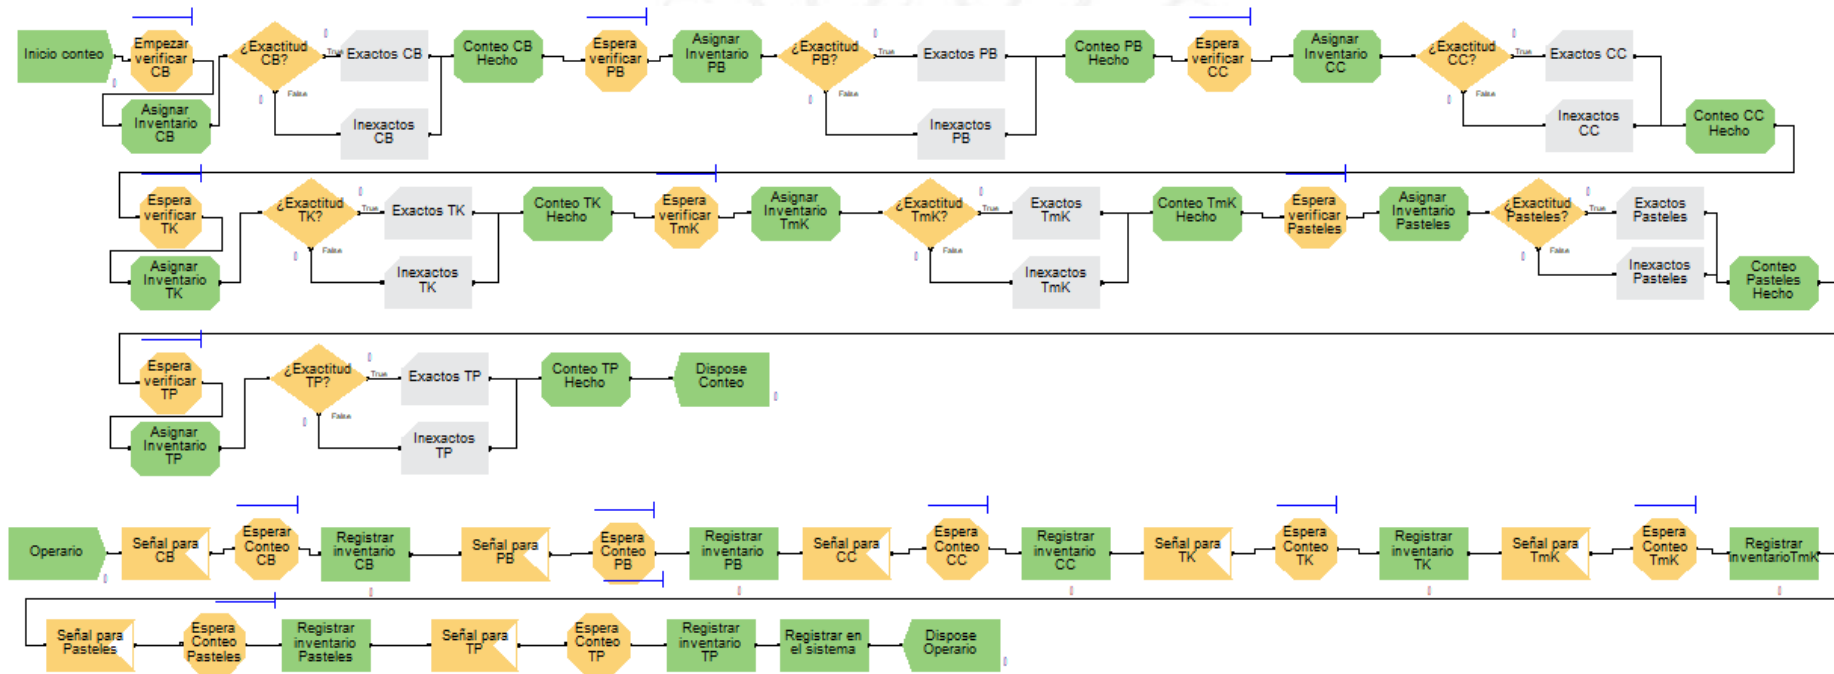 Inicio conteo
Empezar
verificar
CB
Asignar
Inventario
CB
¿Exactitud
CB?
True
False
Exactos CB
Inexactos
CB
Conteo CB
Hecho
Espera
verificar
PB
Asignar
Inventario
PB
¿Exactitud
PB?
True
False
Exactos PB
Inexactos
PB
Conteo PB
Hecho
Espera
verificar
CC
Asignar
Inventario
CC
¿Exactitud
CC?
True
False
Exactos CC
Inexactos
CC
Conteo CC
Hecho
Espera
verificar
TK
Asignar
Inventario
TK
¿Exactitud
TK?
True
False
Exactos TK
Inexactos
TK
Conteo TK
Hecho
Espera
verificar
TmK
Asignar
Inventario
TmK
¿Exactitud
TmK?
True
False
Exactos
TmK
Inexactos
TmK
Conteo TmK
Hecho
Espera
verificar
Pasteles
Asignar
Inventario
Pasteles
¿Exactitud
Pasteles?
True
False
Exactos
Pasteles
Inexactos
Pasteles
Conteo
Pasteles
Hecho
Espera
verificar
TP
Asignar
Inventario
TP
¿Exactitud
TP?
True
False
Exactos TP
Inexactos
TP
Conteo TP
Hecho
Dispose
Conteo
Operario
Señal para
CB
Esperar
Conteo
CB
Registrar
inventario
CB
Señal para
PB
Espera
Conteo
PB
Registrar
inventario
PB
Señal para
CC
Espera
Conteo
CC
Registrar
inventario
CC
Señal para
TK
Espera
Conteo
TK
Registrar
inventario
TK
Señal para
TmK
Espera
Conteo
TmK
Registrar
inventarioTmK
Señal para
Pasteles
Espera
Conteo
Pasteles
Registrar
inventario
Pasteles
Señal para
TP
Espera
Conteo
TP
Registrar
inventario
TP
Registrar en
el sistema
Dispose
Operario